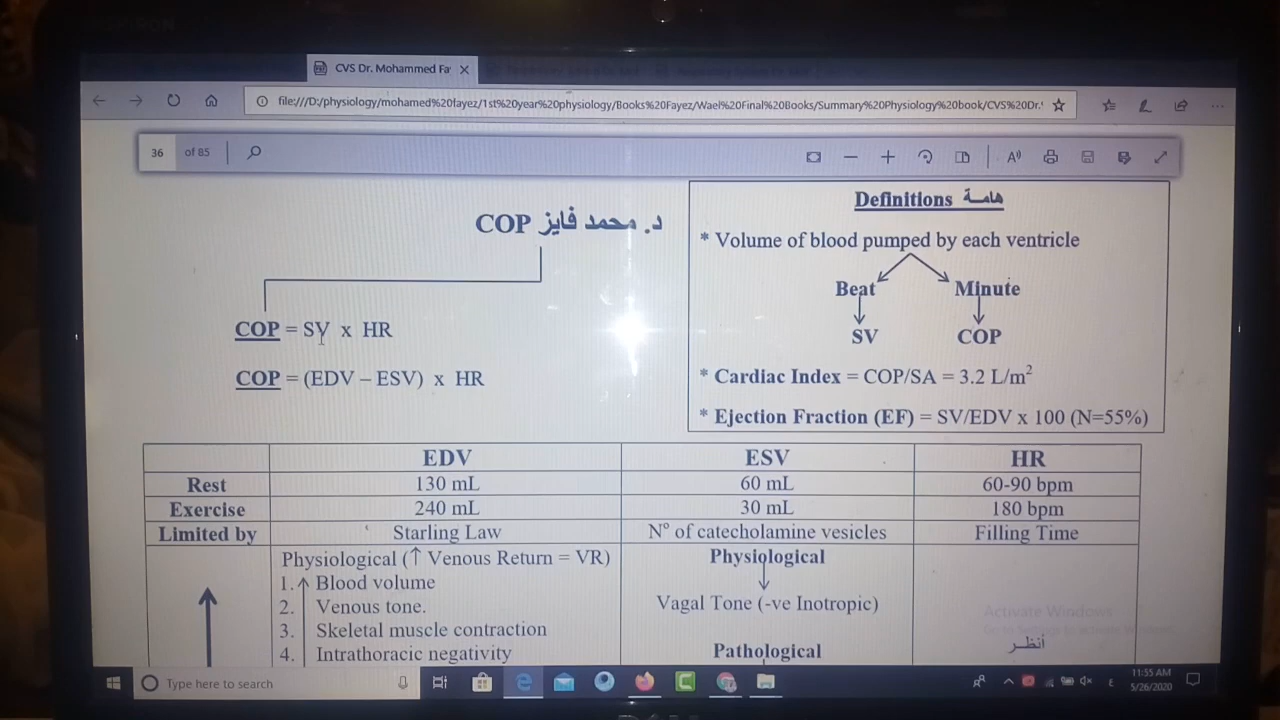 CVS Dr. Mohammed Fa
file:///D:/physiology/mohamed%20fayez/1st%20year%20physiology/Books%20Fayez/Wael%20Final%20Books/Summary%20Physiology%20book/CVS%20Dr.
36 of 85
COP د. محمد فايز
COP = SV x HR
COP = (EDV – ESV) x HR
Definitions هامة
* Volume of blood pumped by each ventricle
Beat Minute
SV COP
* Cardiac Index = COP/SA = 3.2 L/m²
* Ejection Fraction (EF) = SV/EDV x 100 (N=55%)
EDV ESV HR
Rest 130 mL 60 mL 60-90 bpm
Exercise 240 mL 30 mL 180 bpm
Limited by Starling Law Nº of catecholamine vesicles Filling Time
Physiological (↑ Venous Return = VR) Physiological
1. ↑ Blood volume
2. Venous tone. Vagal Tone (-ve Inotropic)
3. Skeletal muscle contraction
4. Intrathoracic negativity Pathological أنظر
Activate Windows
Type here to search
11:55 AM
5/26/2020